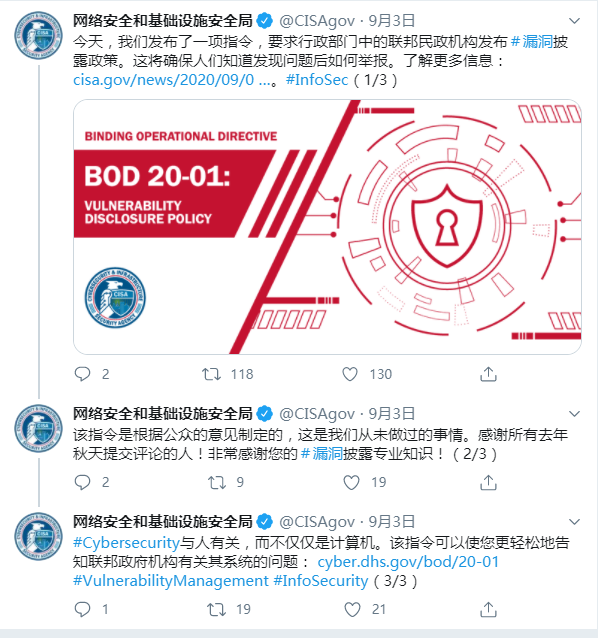 网络安全和基础设施安全局 @CISAgov · 9月3日
今天，我们发布了一项指令，要求行政部门中的联邦民政机构发布＃漏洞披
露政策。这将确保人们知道发现问题后如何举报。了解更多信息：
cisa.gov/news/2020/09/0 ...。#InfoSec（1/3）
BINDING OPERATIONAL DIRECTIVE
BOD 20-01:
VULNERABILITY
DISCLOSURE POLICY
CYBERSECURITY & INFRASTRUCTURE
CISA
SECURITY AGENCY
2 118 130
网络安全和基础设施安全局 @CISAgov · 9月3日
该指令是根据公众的意见制定的，这是我们从未做过的事情。感谢所有去年
秋天提交评论的人！非常感谢您的＃漏洞披露专业知识！（2/3）
2 9 19
网络安全和基础设施安全局 @CISAgov · 9月3日
#Cybersecurity与人有关，而不仅仅是计算机。该指令可以使您更轻松地告
知联邦政府机构有关其系统的问题： cyber.dhs.gov/bod/20-01
#VulnerabilityManagement #InfoSecurity（3/3）
1 19 21